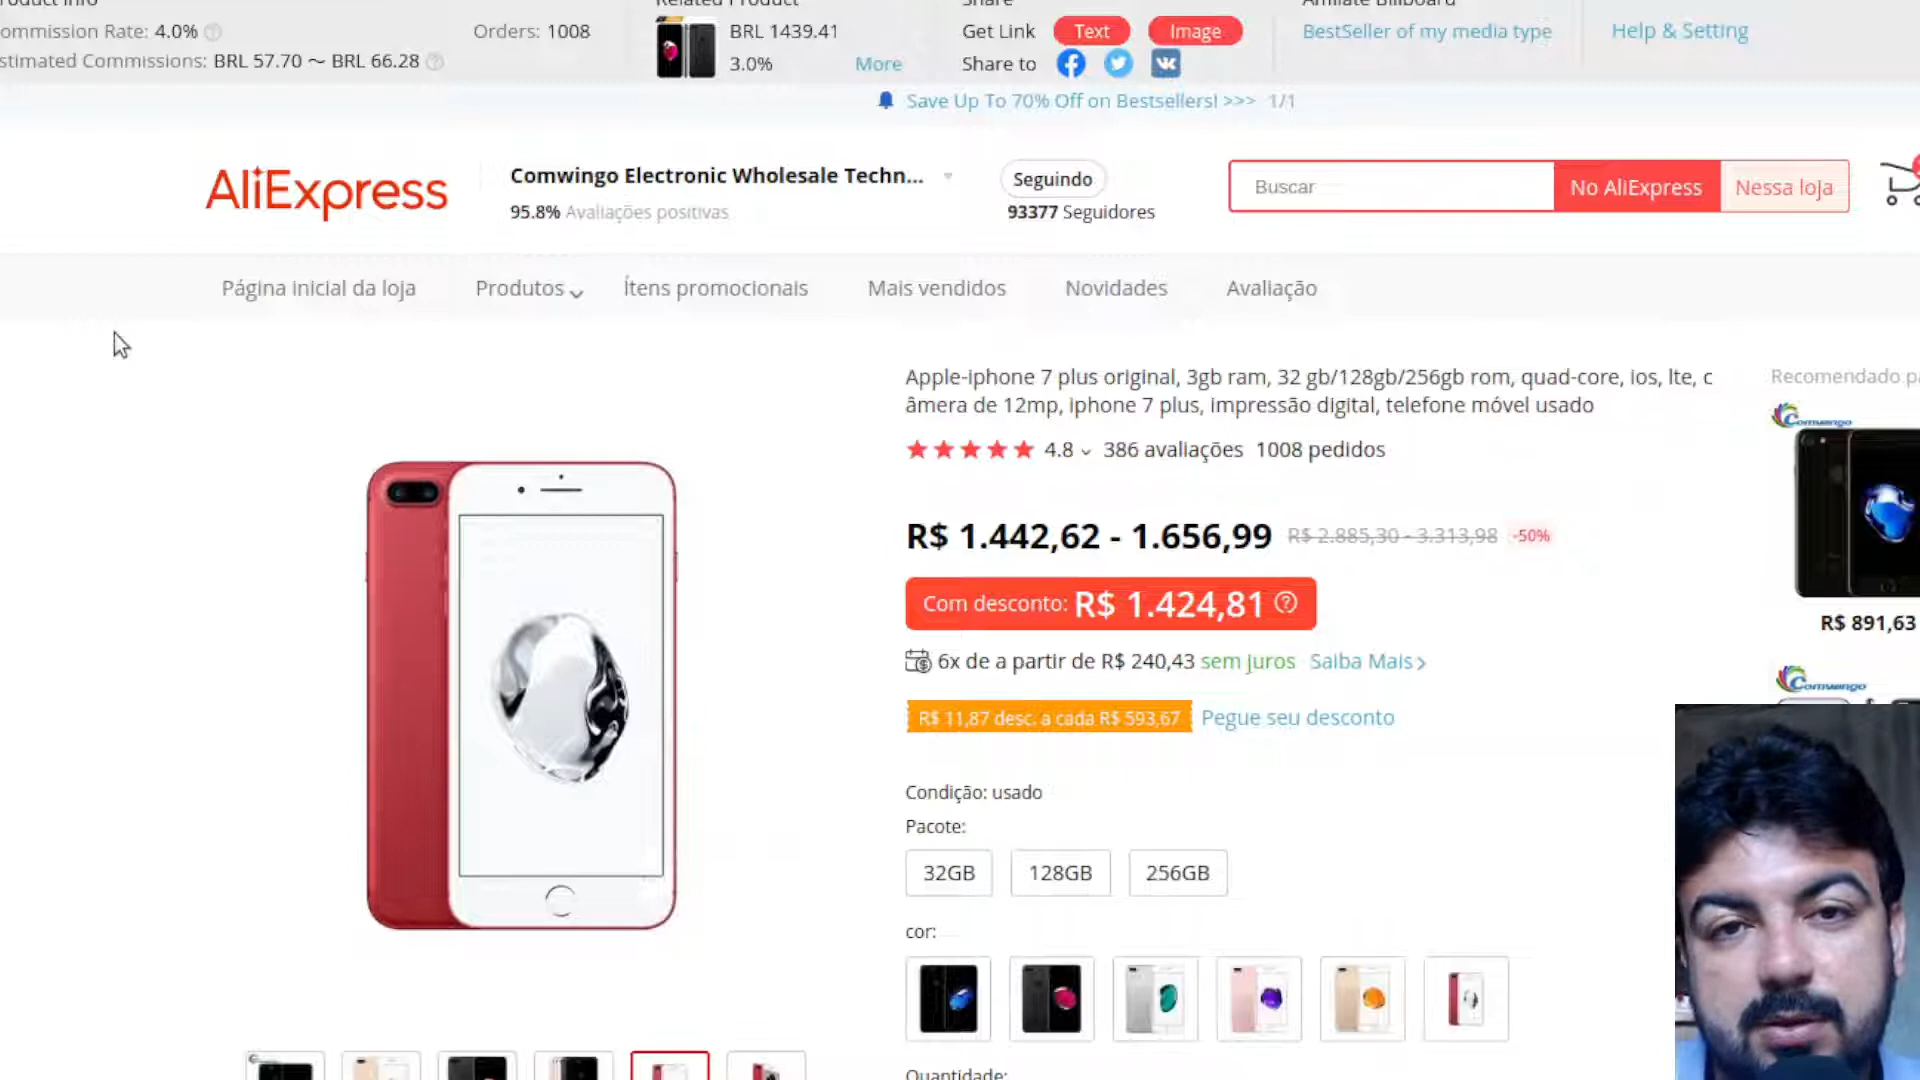 Commission Rate: 4.0%
Orders: 1008
BRL 1439.41
Get Link Text Image
BestSeller of my media type
Help & Setting
Estimated Commissions: BRL 57.70 ～ BRL 66.28
3.0% More
Share to
Save Up To 70% Off on Bestsellers! >>> 1/1
AliExpress
Comwingo Electronic Wholesale Techn...
95.8% Avaliações positivas
Seguindo
93377 Seguidores
Buscar No AliExpress Nessa loja
Página inicial da loja Produtos Ítens promocionais Mais vendidos Novidades Avaliação
Apple-iphone 7 plus original, 3gb ram, 32 gb/128gb/256gb rom, quad-core, ios, lte, c
âmera de 12mp, iphone 7 plus, impressão digital, telefone móvel usado
Recomendado
4.8 386 avaliações 1008 pedidos
R$ 1.442,62 - 1.656,99 R$ 2.885,30 - 3.313,98 -50%
Com desconto: R$ 1.424,81
R$ 891,63
6x de a partir de R$ 240,43 sem juros Saiba Mais
R$ 11,87 desc. a cada R$ 593,67 Pegue seu desconto
Condição: usado
Pacote:
32GB 128GB 256GB
cor:
Quantidade: